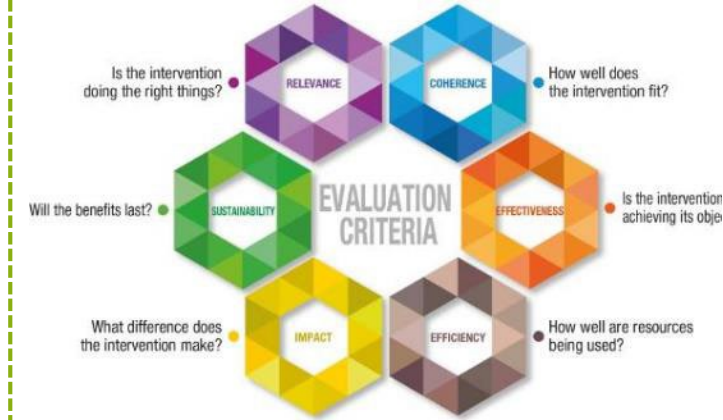 Is the intervention
doing the right things?
RELEVANCE
COHERENCE
How well does
the intervention fit?
Will the benefits last?
SUSTAINABILITY
EVALUATION
CRITERIA
EFFECTIVENESS
Is the intervention
achieving its
What difference does
the intervention make?
IMPACT
EFFICIENCY
How well are resources
being used?